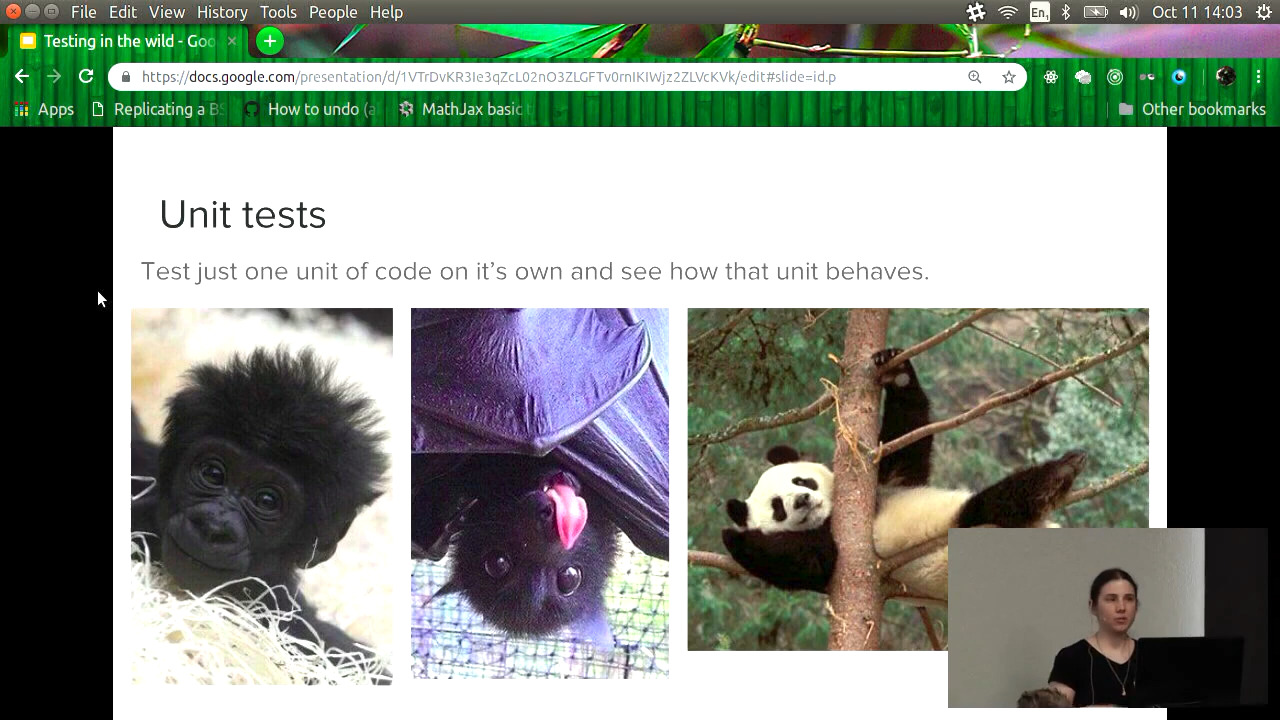 File Edit View History Tools People Help
En1 Oct 11 14:03
Testing in the wild - Goo
https://docs.google.com/presentation/d/1VTrDvKR3Ie3qZcL02nO3ZLGFTv0rnIKIWjz2ZLVcKVk/edit#slide=id.p
Apps Replicating a BS How to undo (a MathJax basic t Other bookmarks
Unit tests
Test just one unit of code on it's own and see how that unit behaves.